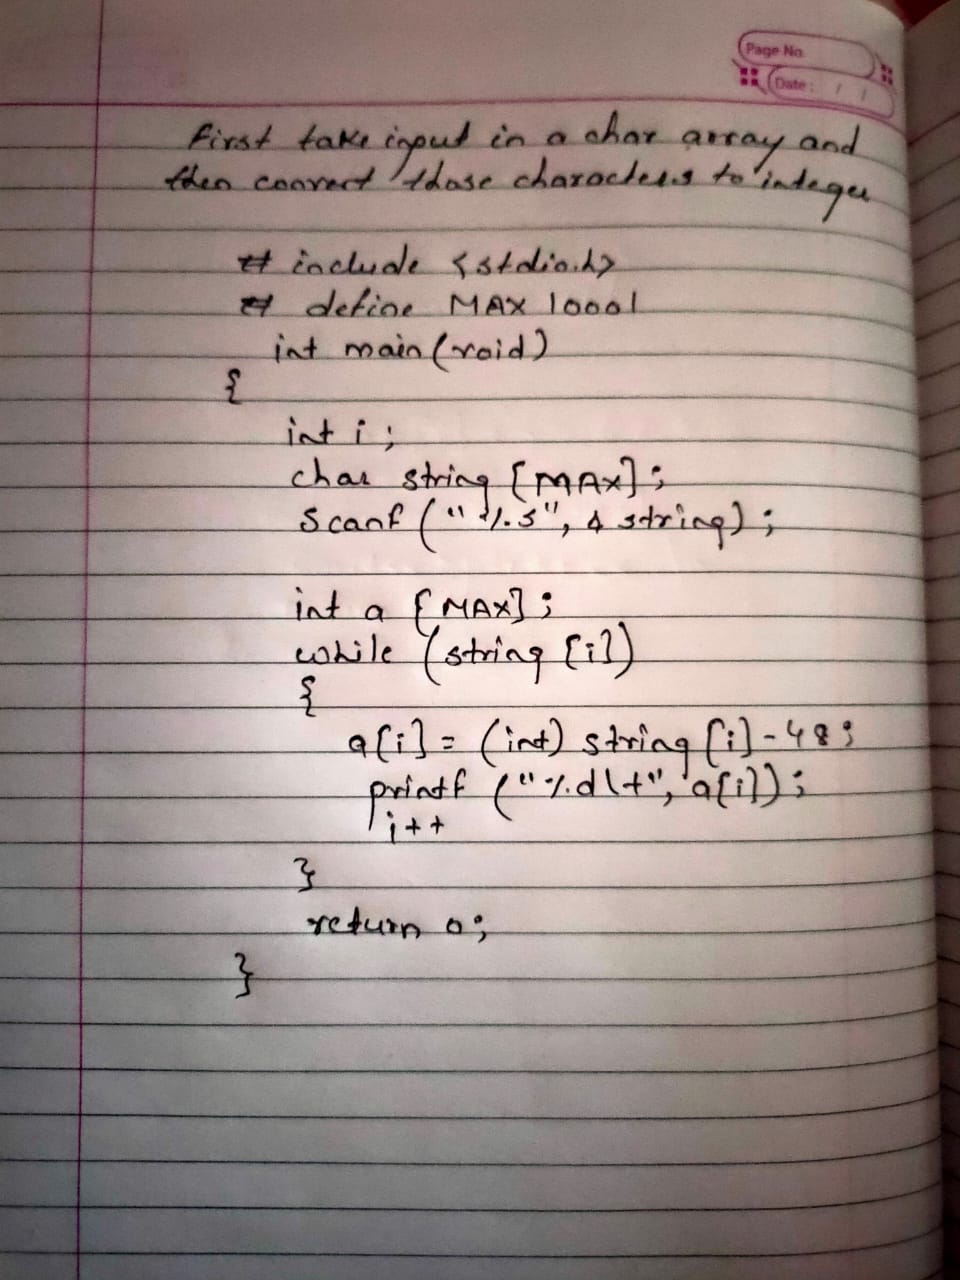 Page No.
Date: / /
First take input in a char array and
then convert those characters to integer
# include <stdio.h>
# define MAX 10001
int main(void)
{
int i;
char string [MAX];
scanf ("%s", & string);
int a [MAX];
while (string [i])
{
a[i] = (int) string [i] - 48;
printf ("%d\t", a[i]);
i++
}
return 0;
}